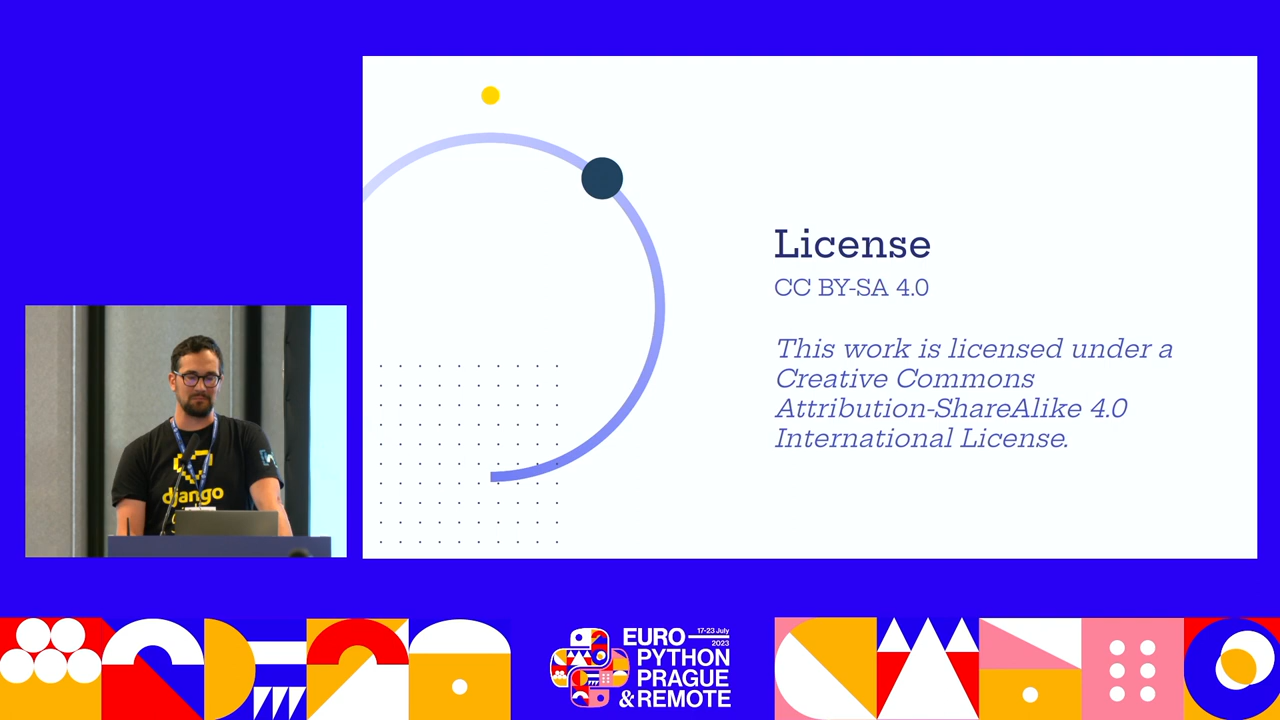 License
CC BY-SA 4.0
This work is licensed under a
Creative Commons
Attribution-ShareAlike 4.0
International License.
django
EURO
17-23 July
2023
PYTHON
PRAGUE
& REMOTE